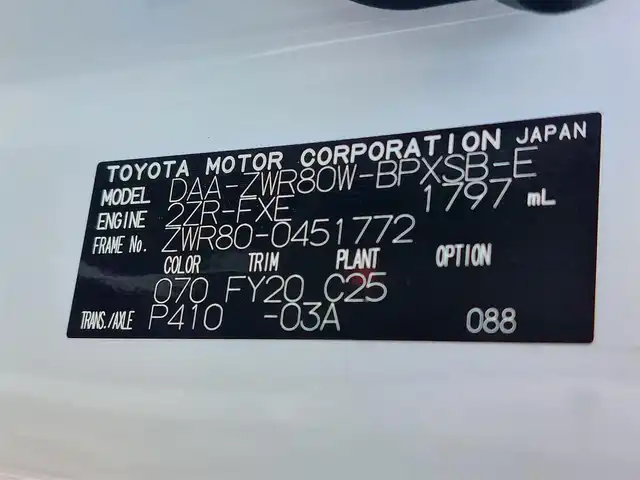 TOYOTA MOTOR CORPORATION JAPAN
MODEL DAA-ZWR80W-BPXSB-E
ENGINE 2ZR-FXE 1797 mL
FRAME No. ZWR80-0451772
COLOR TRIM PLANT OPTION
070 FY20 C25
TRANS./AXLE P410 -03A 088